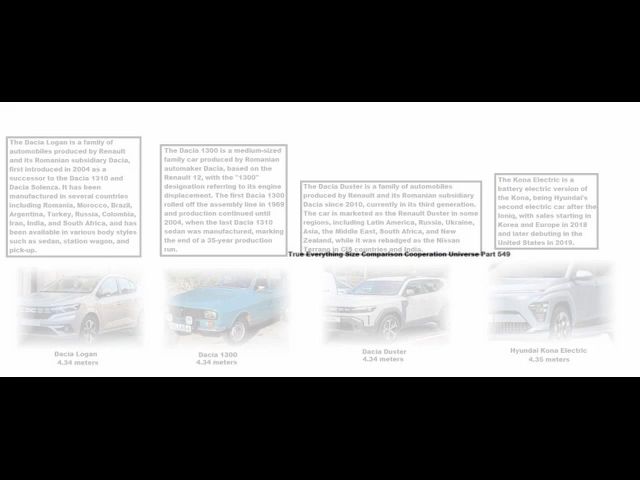 The Dacia Logan is a family of
automobiles produced by Renault
and its Romanian subsidiary Dacia,
first introduced in 2004 as a
successor to the Dacia 1310 and
Dacia Solenza. It has been
manufactured in several countries
including Romania, Morocco, Brazil,
Argentina, Turkey, Russia, Colombia,
Iran, India, and South Africa, and has
been available in various body styles
such as sedan, station wagon, and
pick-up.
The Dacia 1300 is a medium-sized
family car produced by Romanian
automaker Dacia, based on the
Renault 12, with the "1300"
designation referring to its engine
displacement. The first Dacia 1300
rolled off the assembly line in 1969
and production continued until
2004, when the last Dacia 1310
sedan was manufactured, marking
the end of a 35-year production
run.
The Dacia Duster is a family of automobiles
produced by Renault and its Romanian subsidiary
Dacia since 2010, currently in its third generation.
The car is marketed as the Renault Duster in some
regions, including Latin America, Russia, Ukraine,
Asia, the Middle East, South Africa, and New
Zealand, while it was rebadged as the Nissan
Terrano in CIS countries and India.
The Kona Electric is a
battery electric version of
the Kona, being Hyundai's
second electric car after the
Ioniq, with sales starting in
Korea and Europe in 2018
and later debuting in the
United States in 2019.
True Everything Size Comparison Cooperation Universe Part 549
Dacia Logan
4.34 meters
Dacia 1300
4.34 meters
Dacia Duster
4.34 meters
Hyundai Kona Electric
4.35 meters